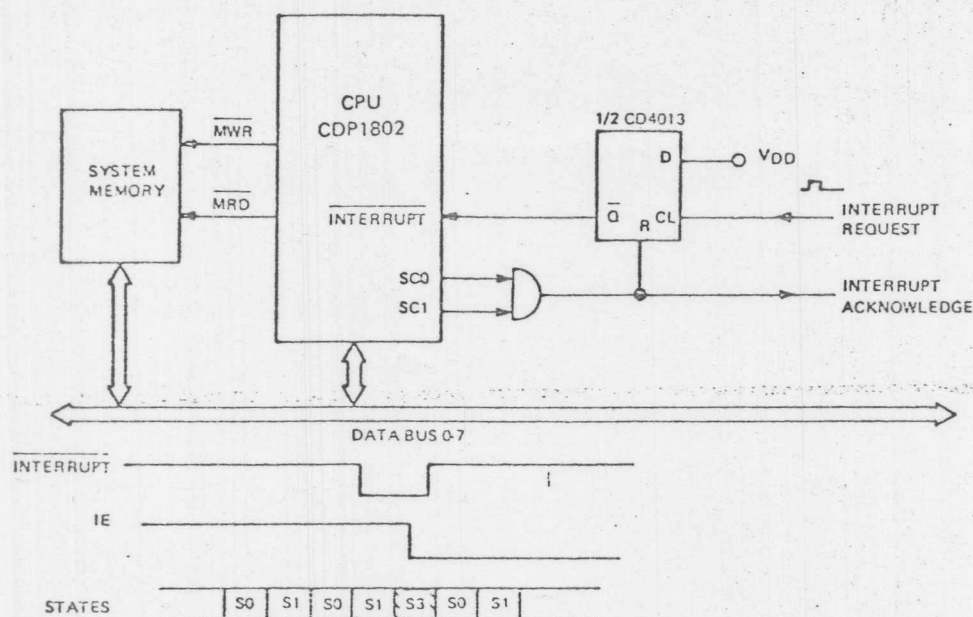 CPU
CDP1802
1/2 CD4013
MWR
D
VDD
SYSTEM
MEMORY
MRD
INTERRUPT
Q
CL
R
INTERRUPT
REQUEST
SC0
SC1
INTERRUPT
ACKNOWLEDGE
DATA BUS 0-7
INTERRUPT
I
IE
STATES S0 S1 S0 S1 S3 S0 S1